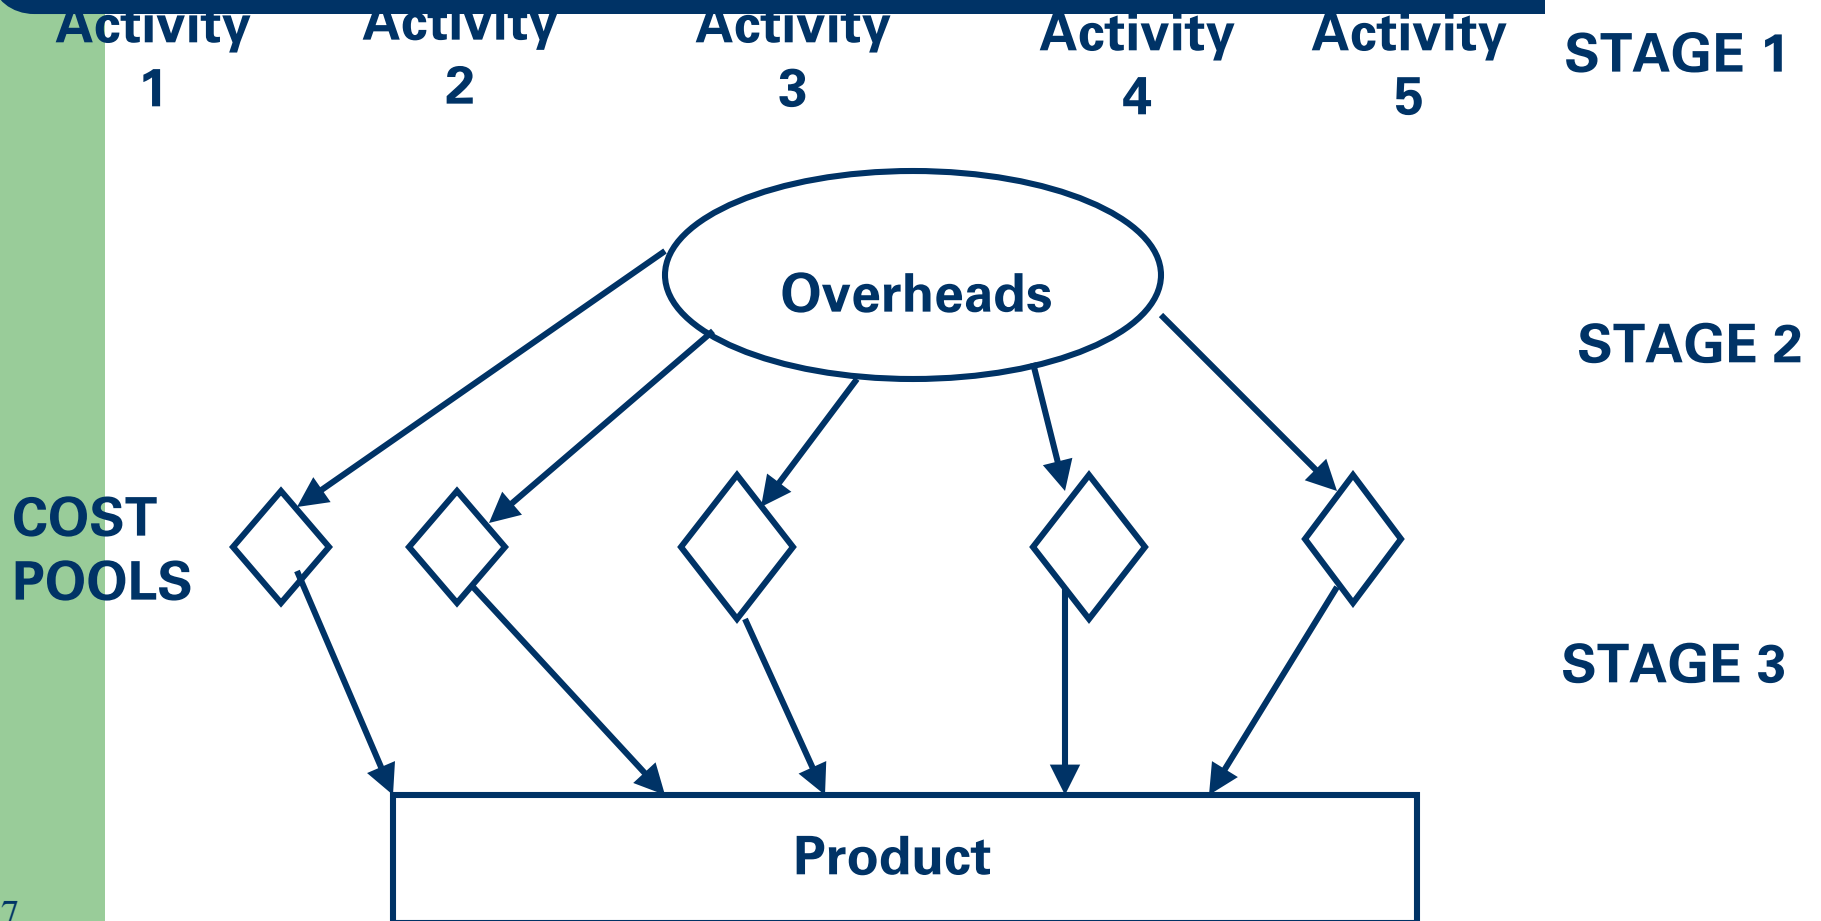 Activity 1
Activity 2
Activity 3
Activity 4
Activity 5
STAGE 1
Overheads
STAGE 2
COST
POOLS
STAGE 3
Product
7